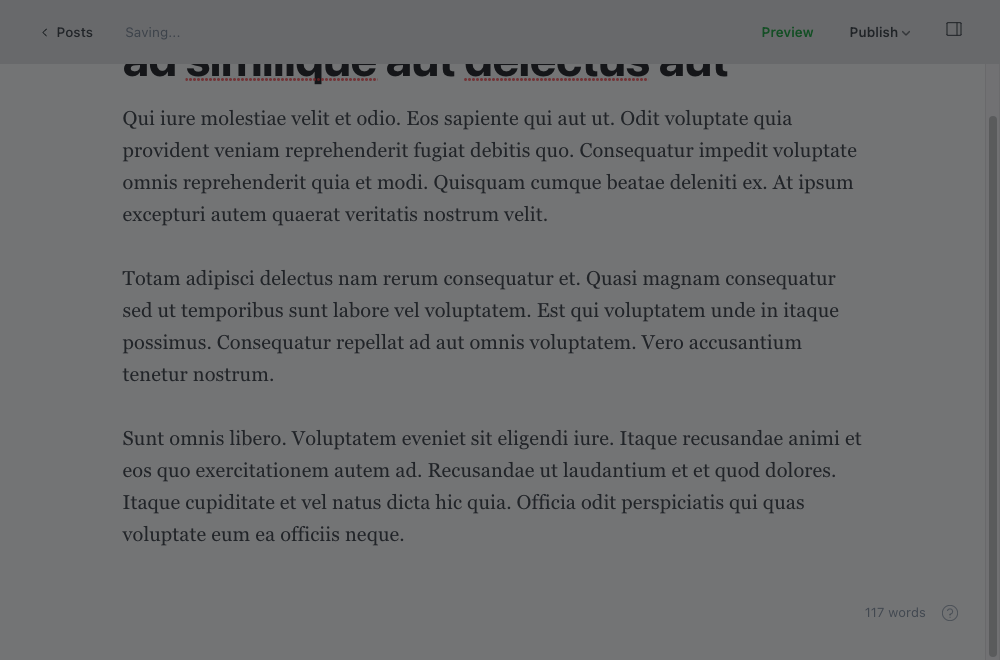 Posts
Saving...
Preview
Publish
ad similique aut delectus aut
Qui iure molestiae velit et odio. Eos sapiente qui aut ut. Odit voluptate quia
provident veniam reprehenderit fugiat debitis quo. Consequatur impedit voluptate
omnis reprehenderit quia et modi. Quisquam cumque beatae deleniti ex. At ipsum
excepturi autem quaerat veritatis nostrum velit.
Totam adipisci delectus nam rerum consequatur et. Quasi magnam consequatur
sed ut temporibus sunt labore vel voluptatem. Est qui voluptatem unde in itaque
possimus. Consequatur repellat ad aut omnis voluptatem. Vero accusantium
tenetur nostrum.
Sunt omnis libero. Voluptatem eveniet sit eligendi iure. Itaque recusandae animi et
eos quo exercitationem autem ad. Recusandae ut laudantium et et quod dolores.
Itaque cupiditate et vel natus dicta hic quia. Officia odit perspiciatis qui quas
voluptate eum ea officiis neque.
117 words
?